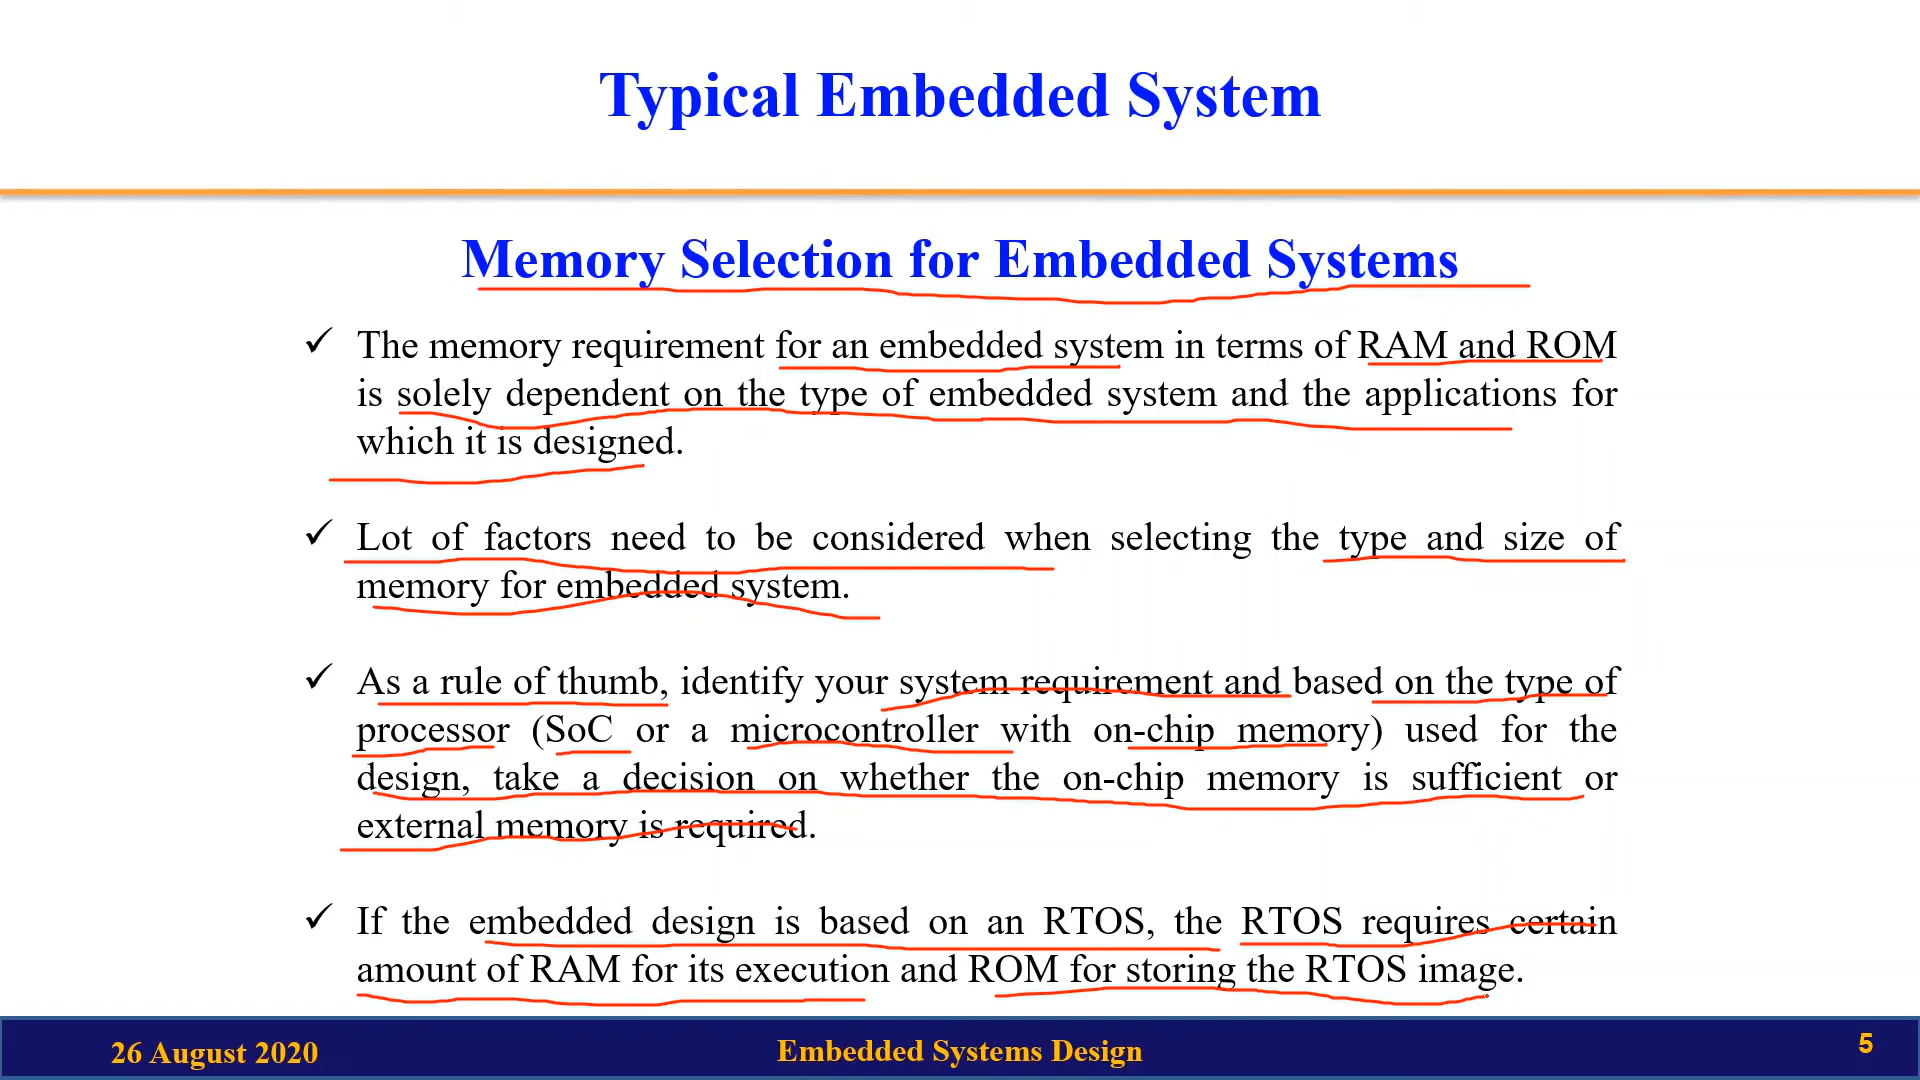 Typical Embedded System
Memory Selection for Embedded Systems
✓ The memory requirement for an embedded system in terms of RAM and ROM
is solely dependent on the type of embedded system and the applications for
which it is designed.
✓ Lot of factors need to be considered when selecting the type and size of
memory for embedded system.
✓ As a rule of thumb, identify your system requirement and based on the type of
processor (SoC or a microcontroller with on-chip memory) used for the
design, take a decision on whether the on-chip memory is sufficient or
external memory is required.
✓ If the embedded design is based on an RTOS, the RTOS requires certain
amount of RAM for its execution and ROM for storing the RTOS image.
26 August 2020
Embedded Systems Design
5